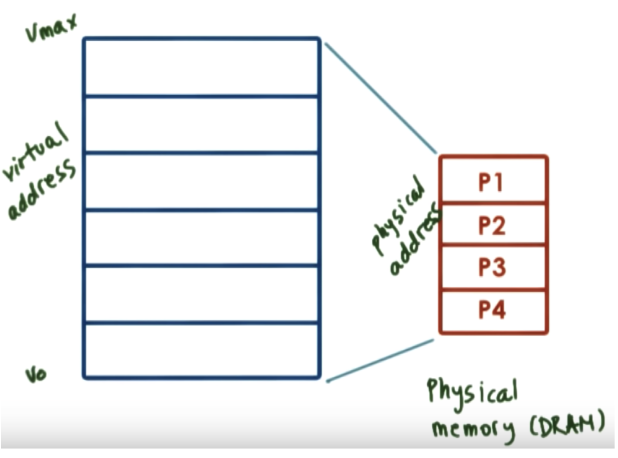 Vmax
virtual
address
Vo
physical
address
P1
P2
P3
P4
Physical
memory (DRAM)